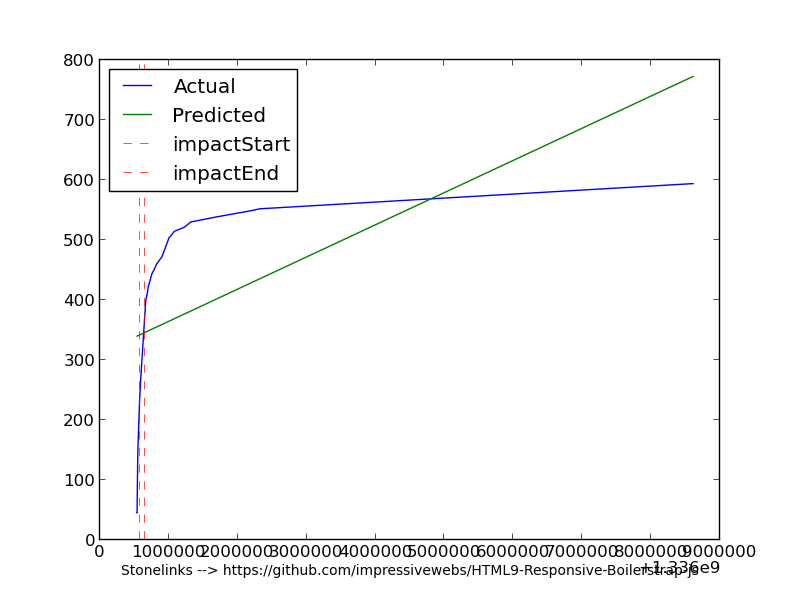 800
700
600
500
400
300
200
100
0
Actual
Predicted
impactStart
impactEnd
0 1000000 2000000 3000000 4000000 5000000 6000000 7000000 8000000 9000000
+1.336e9
Stonelinks --> https://github.com/impressivewebs/HTML9-Responsive-Boilerstrap-js